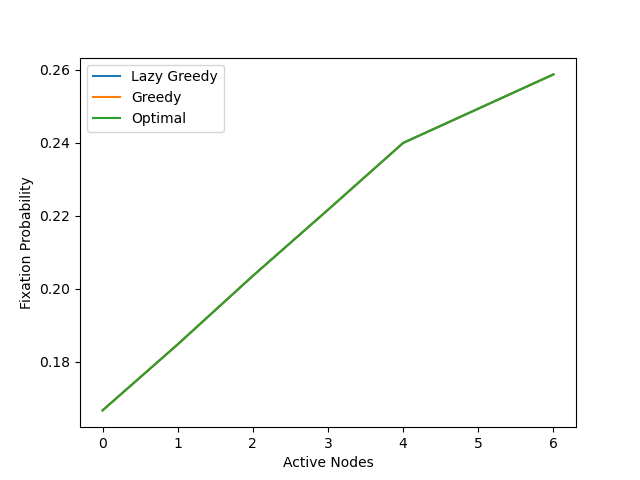 0.26
0.24
0.22
0.20
0.18
Fixation Probability
Lazy Greedy
Greedy
Optimal
0 1 2 3 4 5 6
Active Nodes